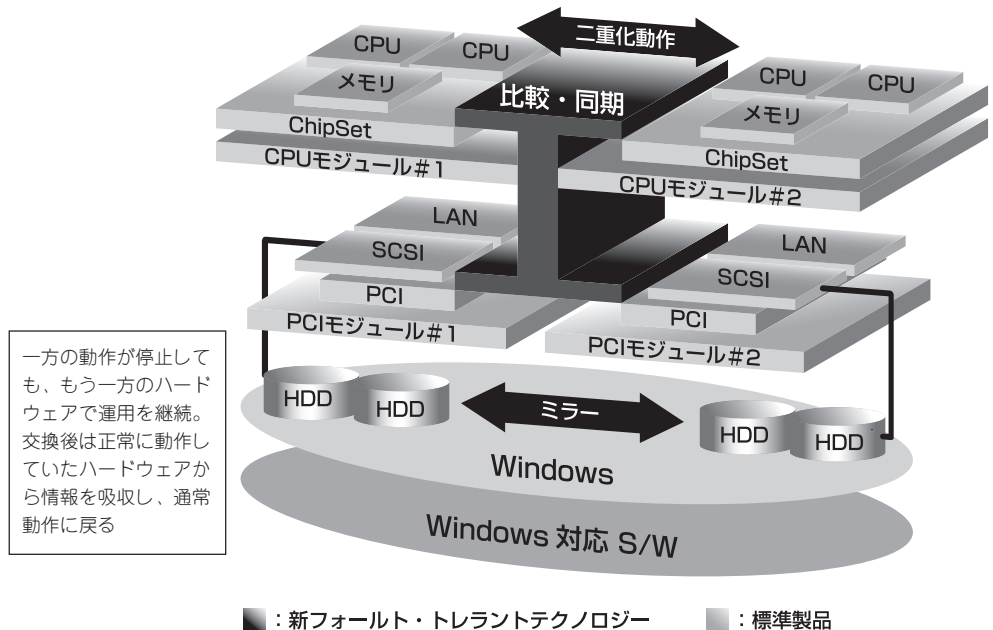 二重化動作
CPU
CPU
メモリ
ChipSet
CPUモジュール#1
比較・同期
CPU
CPU
メモリ
ChipSet
CPUモジュール#2
LAN
SCSI
PCI
PCIモジュール#1
LAN
SCSI
PCI
PCIモジュール#2
一方の動作が停止して
も、もう一方のハード
ウェアで運用を継続。
交換後は正常に動作し
ていたハードウェアか
ら情報を吸収し、通常
動作に戻る
HDD
HDD
ミラー
HDD
HDD
Windows
Windows 対応 S/W
：新フォールト・トレラントテクノロジー
：標準製品